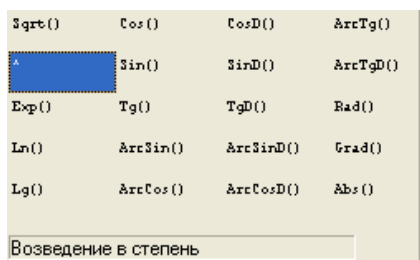 Sqrt() Cos() CosD() ArcTg()
^ Sin() SinD() ArcTgD()
Exp() Tg() TgD() Rad()
Ln() ArcSin() ArcSinD() Grad()
Lg() ArcCos() ArcCosD() Abs()
Возведение в степень